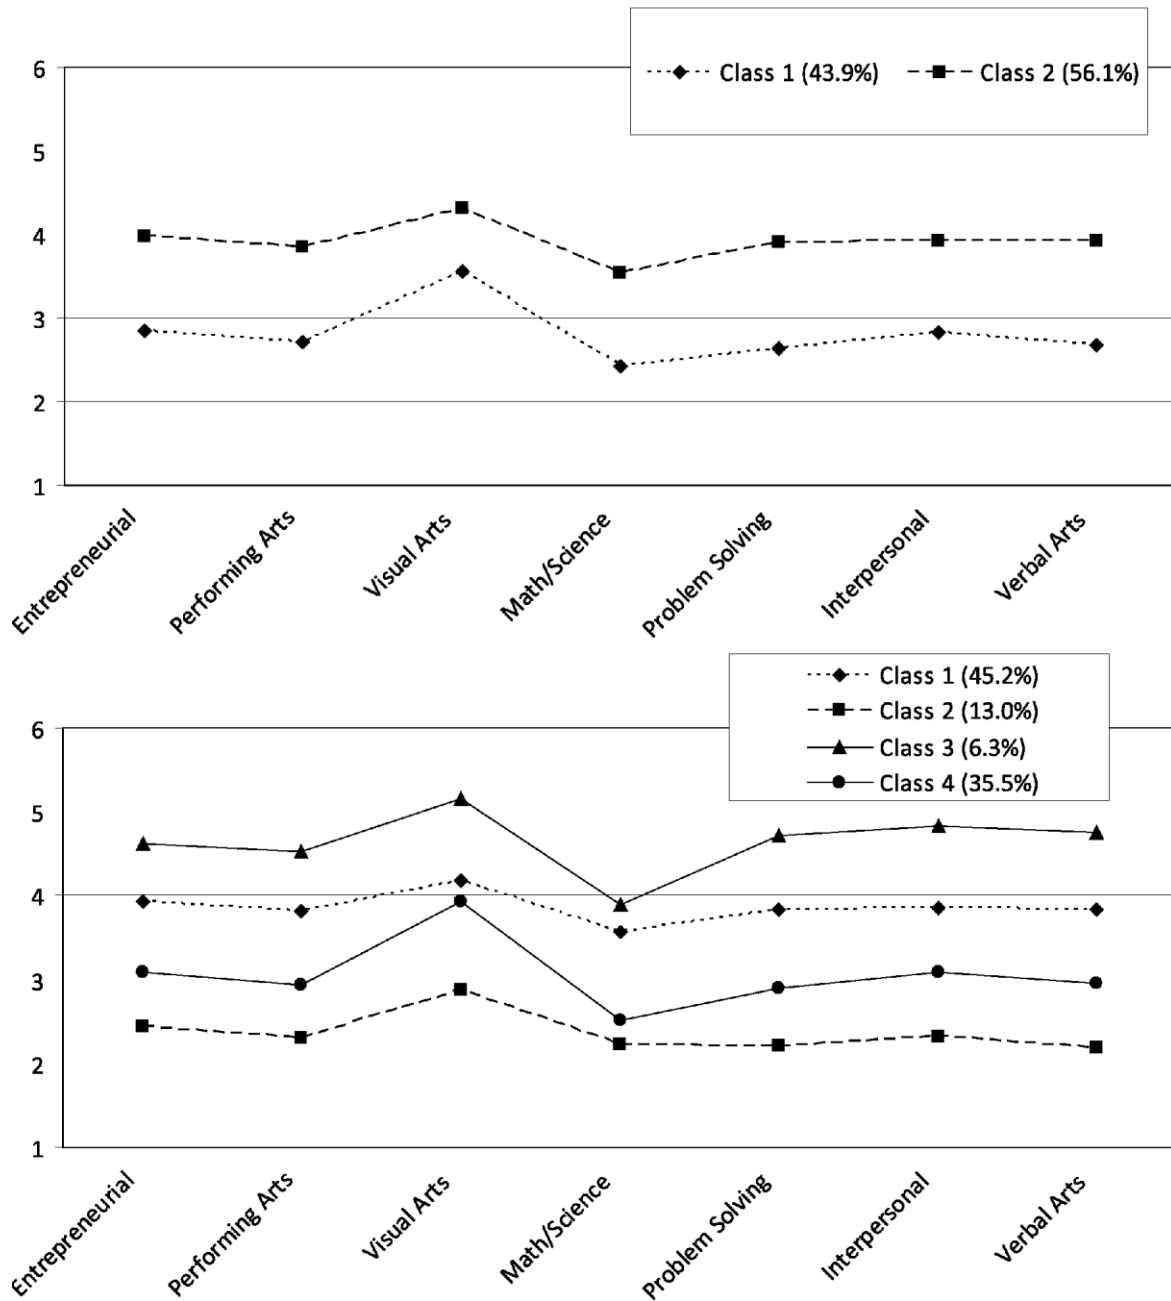 Class 1 (43.9%) Class 2 (56.1%)
6
5
4
3
2
1
Entrepreneurial
Performing Arts
Visual Arts
Math/Science
Problem Solving
Interpersonal
Verbal Arts
Class 1 (45.2%)
Class 2 (13.0%)
Class 3 (6.3%)
Class 4 (35.5%)
6
5
4
3
2
1
Entrepreneurial
Performing Arts
Visual Arts
Math/Science
Problem Solving
Interpersonal
Verbal Arts